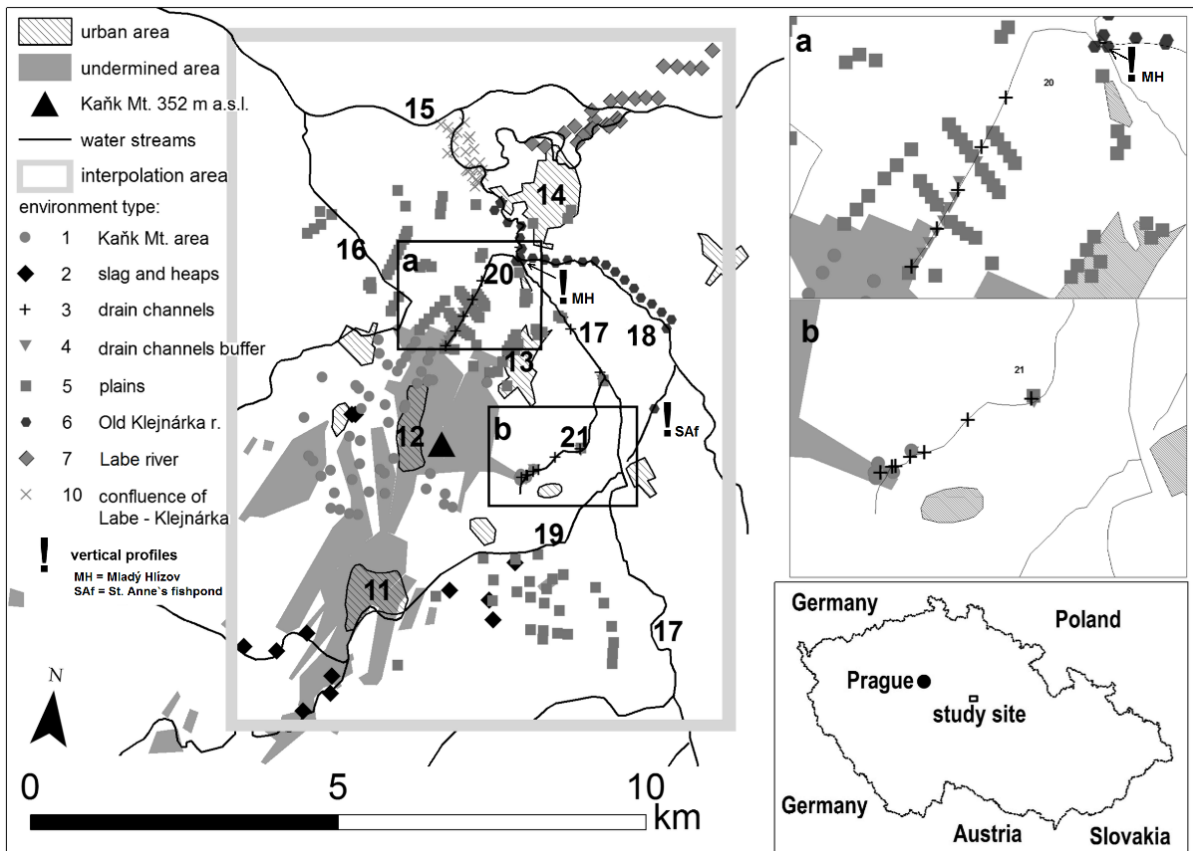 urban area
undermined area
Kaňk Mt. 352 m a.s.l.
water streams
interpolation area
environment type:
1 Kaňk Mt. area
2 slag and heaps
3 drain channels
4 drain channels buffer
5 plains
6 Old Klejnárka r.
7 Labe river
10 confluence of
Labe - Klejnárka
! vertical profiles
MH = Mladý Hlízov
SAf = St. Anne`s fishpond
N
0 5 10
km
15
14
16
a
20
! MH
17
18
13
12
b
21
! SAf
19
11
17
a
20
! MH
b
21
Germany
Poland
Prague
study site
Germany
Austria
Slovakia